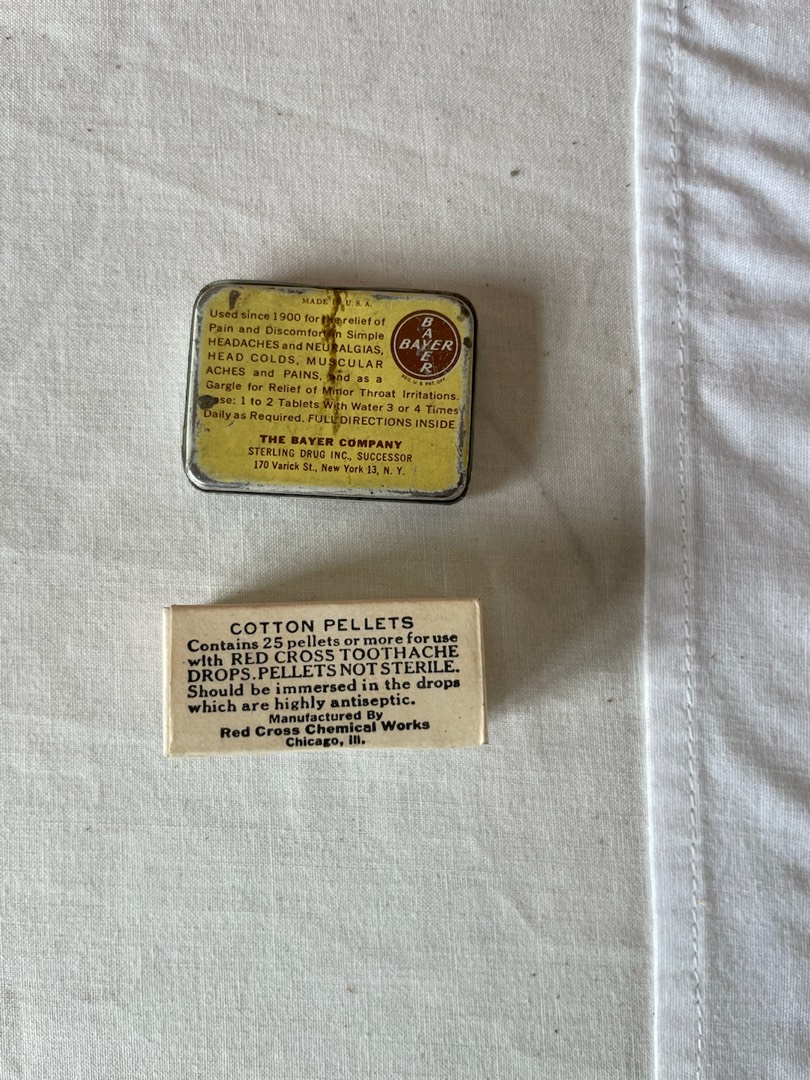 MADE IN U.S.A.
Used since 1900 for the relief of
Pain and Discomfort in Simple
HEADACHES and NEURALGIAS,
HEAD COLDS, MUSCULAR
ACHES and PAINS, and as a
Gargle for Relief of Minor Throat Irritations.
1 to 2 Tablets With Water 3 or 4 Times
Daily as Required. FULL DIRECTIONS INSIDE
BAYER
BAYER
REG. U.S. PAT. OFF.
THE BAYER COMPANY
STERLING DRUG INC., SUCCESSOR
170 Varick St., New York 13, N. Y.
COTTON PELLETS
Contains 25 pellets or more for use
with RED CROSS TOOTHACHE
DROPS. PELLETS NOT STERILE.
Should be immersed in the drops
which are highly antiseptic.
Manufactured By
Red Cross Chemical Works
Chicago, Ill.